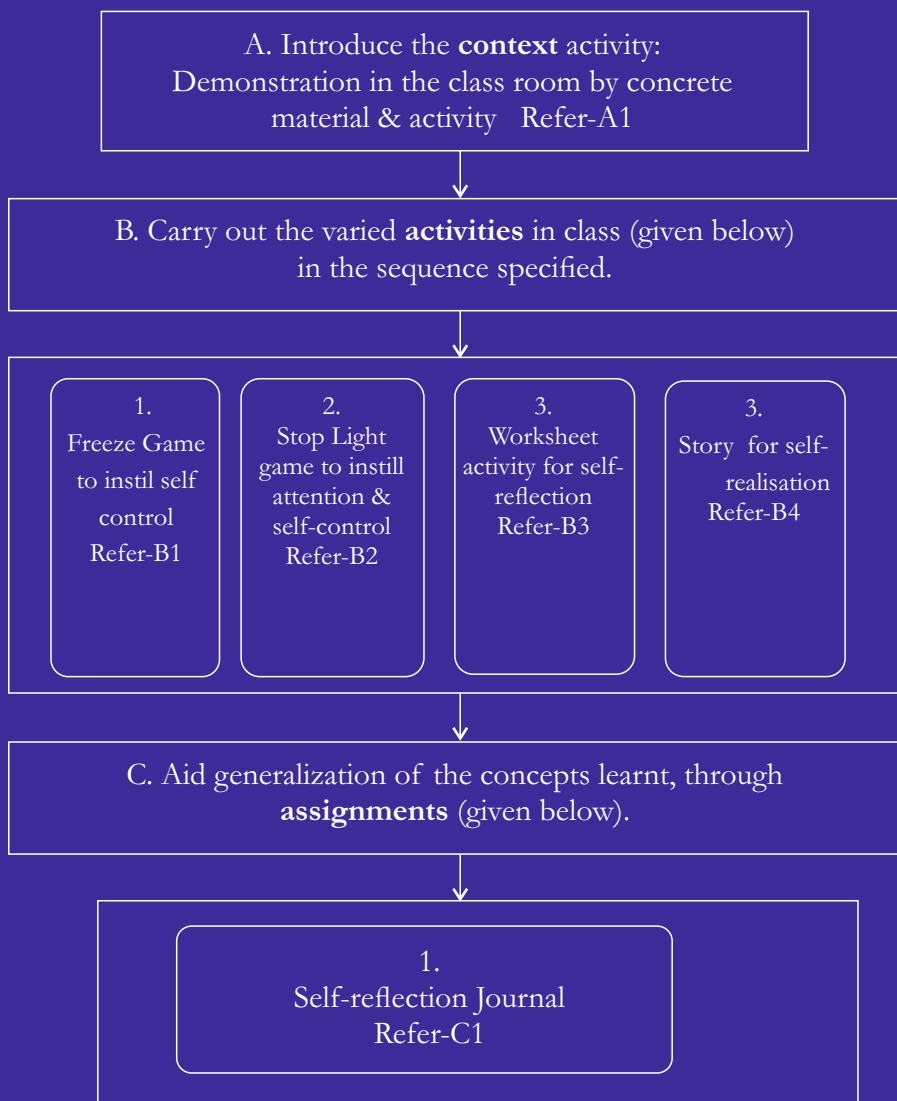 A. Introduce the context activity:
Demonstration in the class room by concrete
material & activity Refer-A1
B. Carry out the varied activities in class (given below)
in the sequence specified.
1.
Freeze Game
to instil self
control
Refer-B1
2.
Stop Light
game to instill
attention &
self-control
Refer-B2
3.
Worksheet
activity for self-
reflection
Refer-B3
3.
Story for self-
realisation
Refer-B4
C. Aid generalization of the concepts learnt, through
assignments (given below).
1.
Self-reflection Journal
Refer-C1